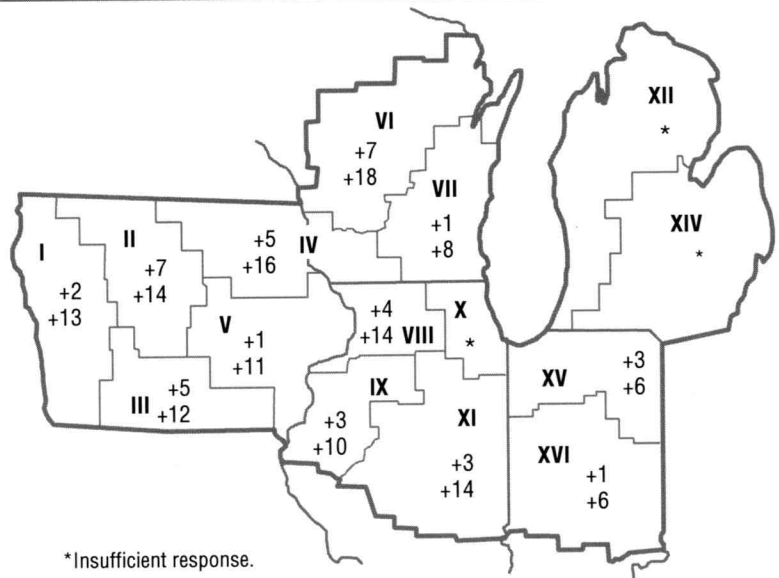 XII
*
VI
+7
+18
VII
+1
+8
XIV
*
I
+2
+13
II
+7
+14
+5
+16
IV
V
+1
+11
+4
+14
VIII
X
*
III
+5
+12
IX
+3
+10
XI
+3
+14
XV
+3
+6
XVI
+1
+6
*Insufficient response.